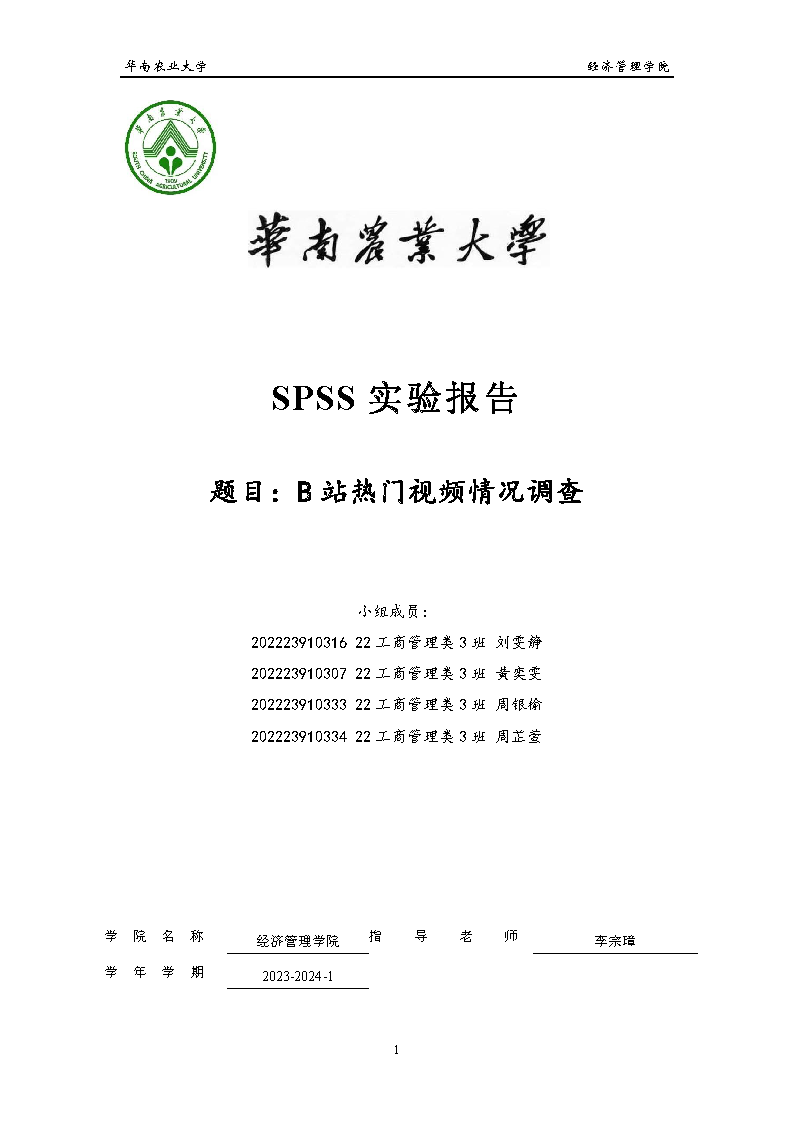 华南农业大学 经济管理学院
华南农业大学
SOUTH CHINA AGRICULTURAL UNIVERSITY
1909
華南農業大學
SPSS 实验报告
题目：B 站热门视频情况调查
小组成员：
202223910316 22 工商管理类 3 班 刘雯静
202223910307 22 工商管理类 3 班 黄奕雯
202223910333 22 工商管理类 3 班 周银榆
202223910334 22 工商管理类 3 班 周芷萱
学院名称 经济管理学院 指导老师 李宗璋
学年学期 2023-2024-1
1